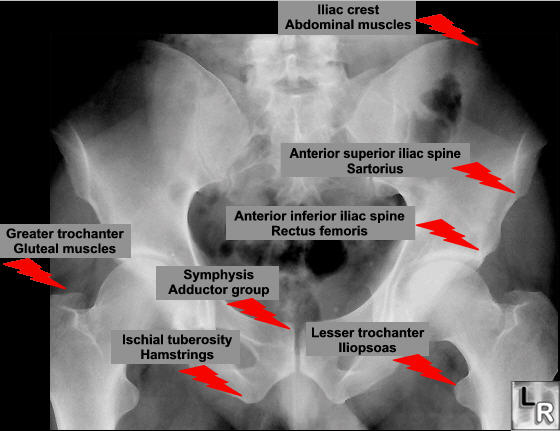 Iliac crest
Abdominal muscles
Anterior superior iliac spine
Sartorius
Anterior inferior iliac spine
Rectus femoris
Greater trochanter
Gluteal muscles
Symphysis
Adductor group
Ischial tuberosity
Hamstrings
Lesser trochanter
Iliopsoas
L
R